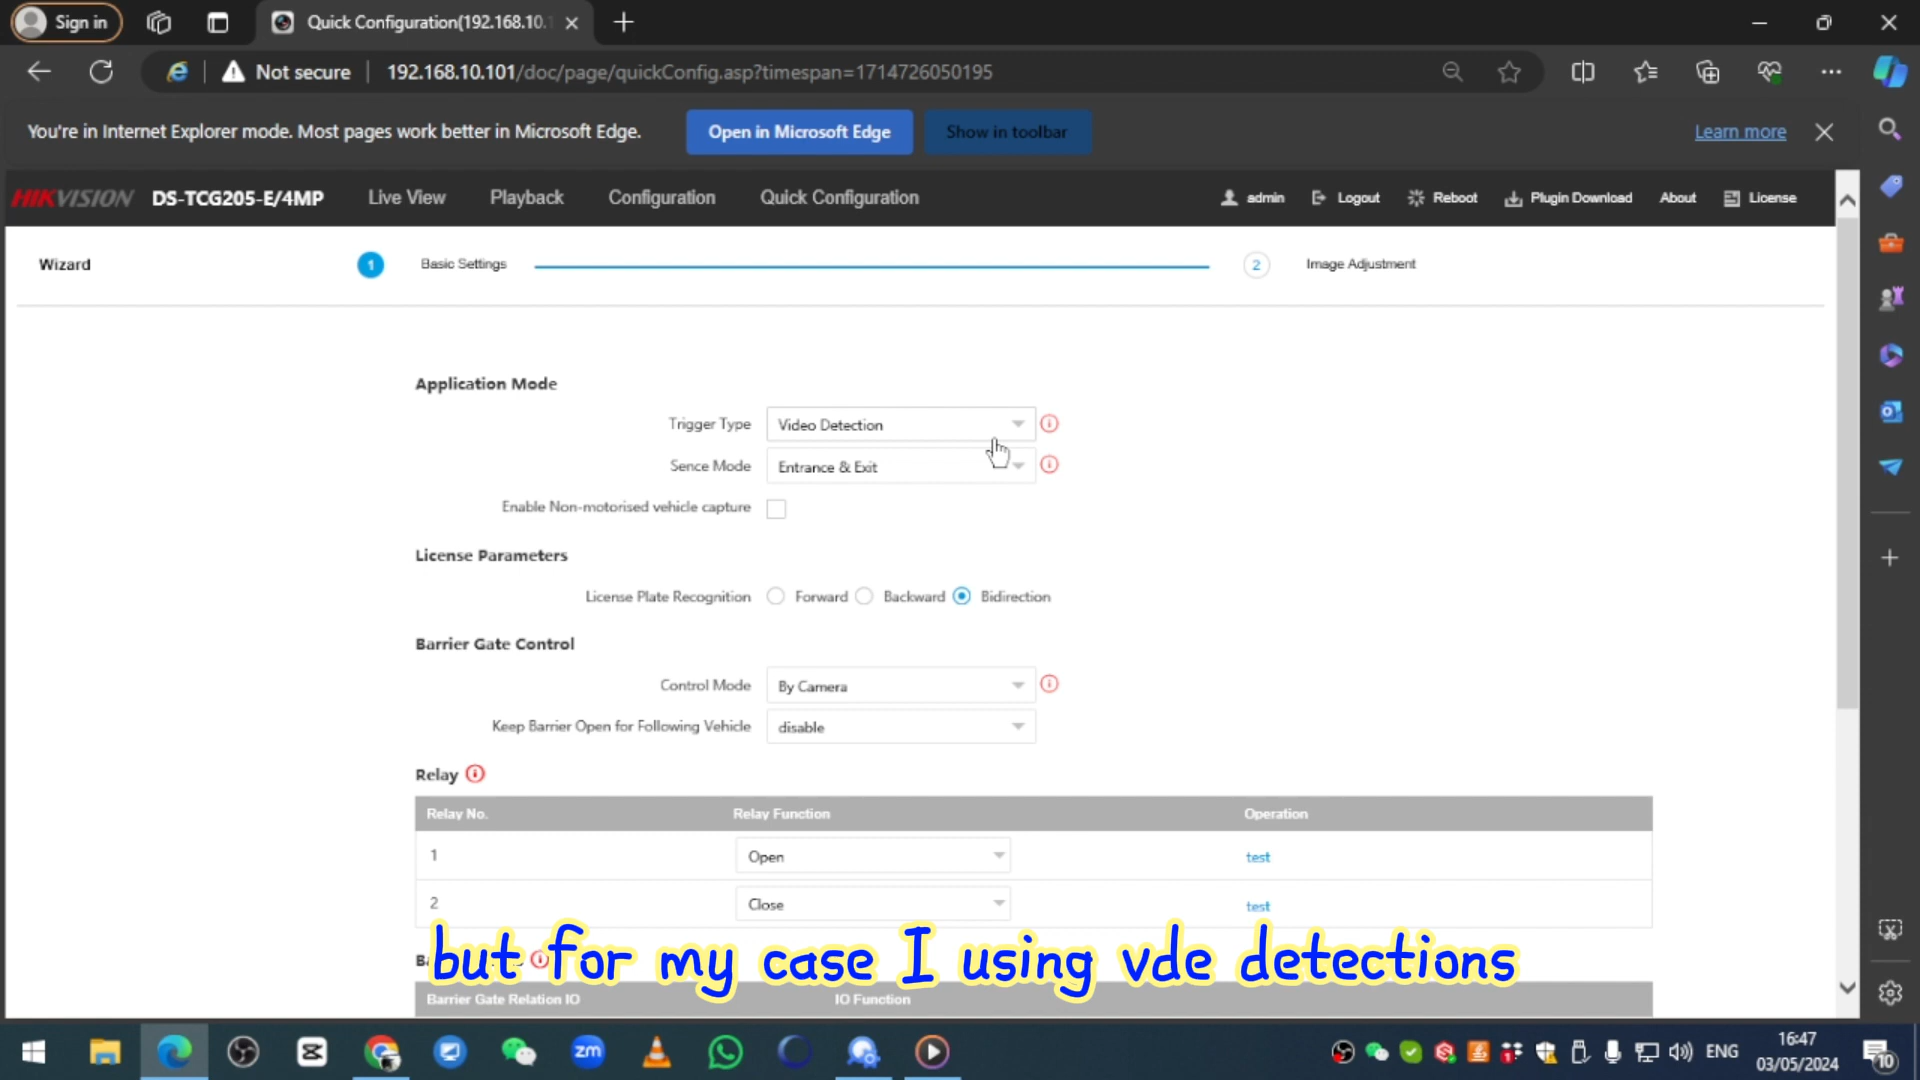 Sign in
Quick Configuration(192.168.10.1
Not secure
192.168.10.101/doc/page/quickConfig.asp?timespan=1714726050195
You're in Internet Explorer mode. Most pages work better in Microsoft Edge.
Open in Microsoft Edge
Show in toolbar
Learn more
HIKVISION DS-TCG205-E/4MP Live View Playback Configuration Quick Configuration admin Logout Reboot Plugin Download About License
Wizard 1 Basic Settings 2 Image Adjustment
Application Mode
Trigger Type Video Detection
Sence Mode Entrance & Exit
Enable Non-motorised vehicle capture
License Parameters
License Plate Recognition Forward Backward Bidirection
Barrier Gate Control
Control Mode By Camera
Keep Barrier Open for Following Vehicle disable
Relay
Relay No. Relay Function Operation
1 Open test
2 Close test
but for my case I using vde detections
Barrier Gate Relation IO IO Function
zm
ENG
16:47
03/05/2024
10